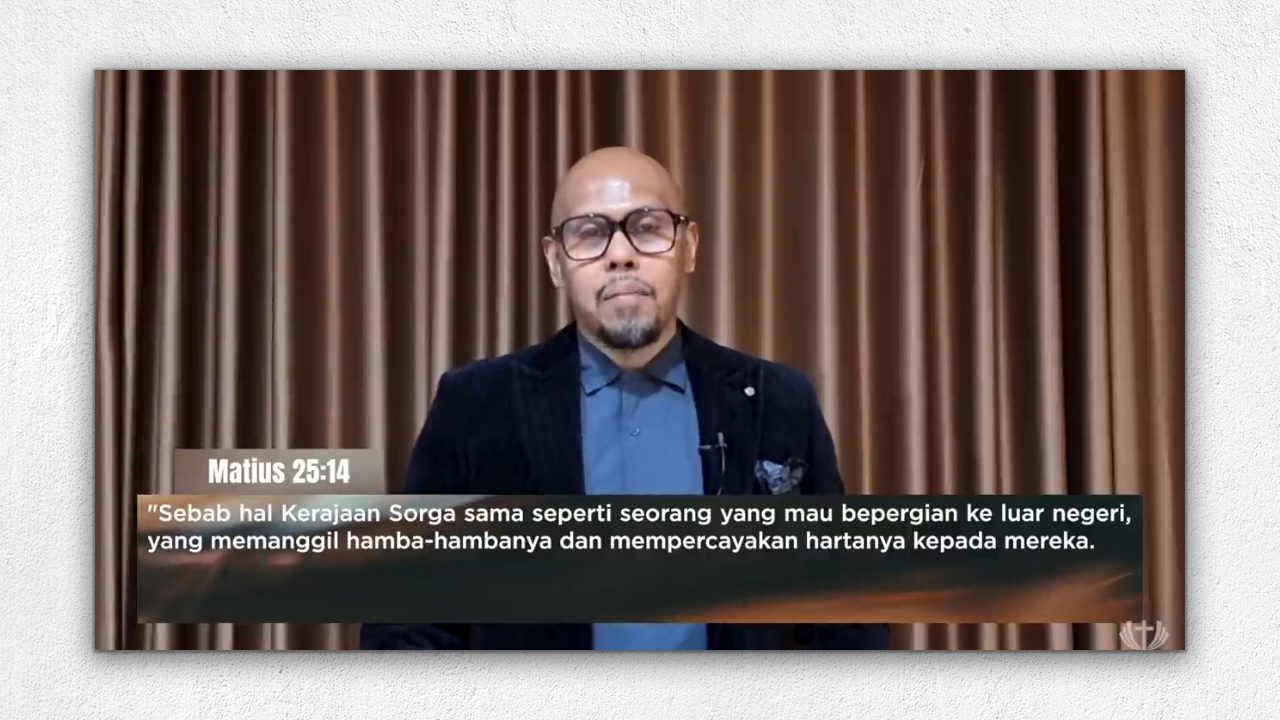 Matius 25:14
"Sebab hal Kerajaan Sorga sama seperti seorang yang mau bepergian ke luar negeri,
yang memanggil hamba-hambanya dan mempercayakan hartanya kepada mereka.